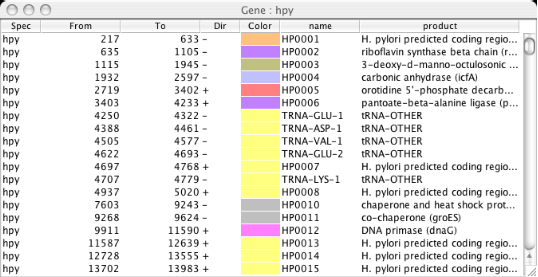 Gene : hpy
Spec From To Dir Color name product
hpy 217 633 - HP0001 H. pylori predicted coding regio...
hpy 635 1105 - HP0002 riboflavin synthase beta chain (r...
hpy 1115 1945 - HP0003 3-deoxy-d-manno-octulosonic ...
hpy 1932 2597 - HP0004 carbonic anhydrase (icfA)
hpy 2719 3402 + HP0005 orotidine 5'-phosphate decarb...
hpy 3403 4233 + HP0006 pantoate-beta-alanine ligase (p...
hpy 4250 4322 - TRNA-GLU-1 tRNA-OTHER
hpy 4388 4461 - TRNA-ASP-1 tRNA-OTHER
hpy 4505 4577 - TRNA-VAL-1 tRNA-OTHER
hpy 4622 4693 - TRNA-GLU-2 tRNA-OTHER
hpy 4697 4768 + HP0007 H. pylori predicted coding regio...
hpy 4707 4779 - TRNA-LYS-1 tRNA-OTHER
hpy 4937 5020 + HP0008 H. pylori predicted coding regio...
hpy 7603 9243 - HP0010 chaperone and heat shock prot...
hpy 9268 9624 - HP0011 co-chaperone (groES)
hpy 9911 11590 + HP0012 DNA primase (dnaG)
hpy 11587 12639 + HP0013 H. pylori predicted coding regio...
hpy 12728 13555 + HP0014 H. pylori predicted coding regio...
hpy 13702 13983 + HP0015 H. pylori predicted coding regio...